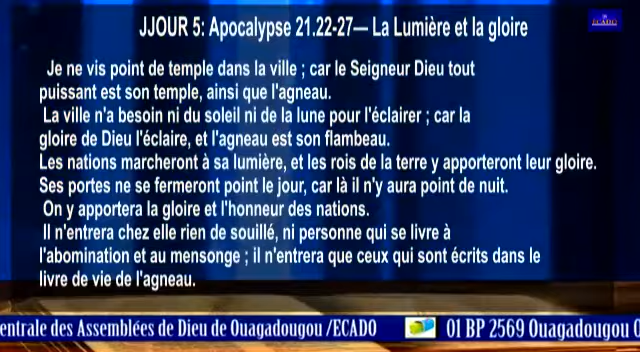 JJOUR 5: Apocalypse 21.22-27— La Lumière et la gloire
ECADO
Je ne vis point de temple dans la ville ; car le Seigneur Dieu tout
puissant est son temple, ainsi que l'agneau.
La ville n'a besoin ni du soleil ni de la lune pour l'éclairer ; car la
gloire de Dieu l'éclaire, et l'agneau est son flambeau.
Les nations marcheront à sa lumière, et les rois de la terre y apporteront leur gloire.
Ses portes ne se fermeront point le jour, car là il n'y aura point de nuit.
On y apportera la gloire et l'honneur des nations.
Il n'entrera chez elle rien de souillé, ni personne qui se livre à
l'abomination et au mensonge ; il n'entrera que ceux qui sont écrits dans le
livre de vie de l'agneau.
entrale des Assemblées de Dieu de Ouagadougou /ECADO 01 BP 2569 Ouagadougou O